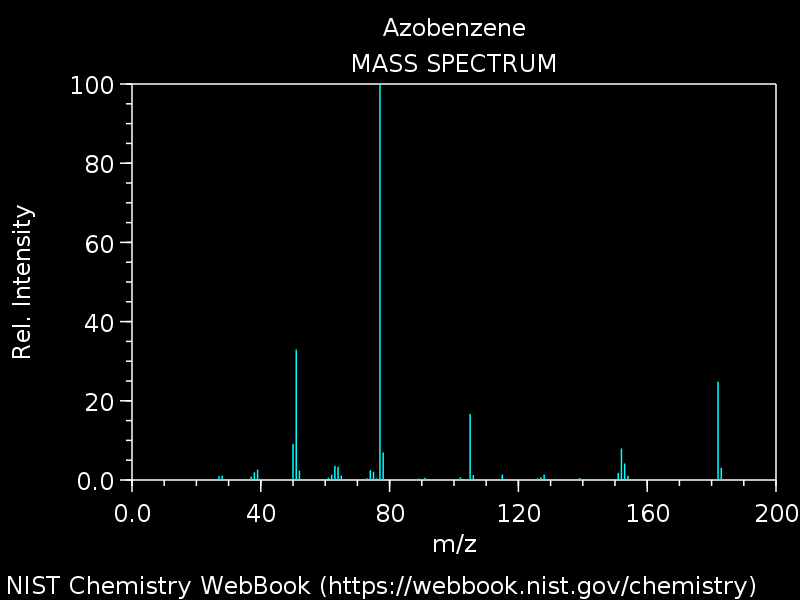 Azobenzene
MASS SPECTRUM
100
80
60
40
20
0.0
Rel. Intensity
0.0 40 80 120 160 200
m/z
NIST Chemistry WebBook (https://webbook.nist.gov/chemistry)